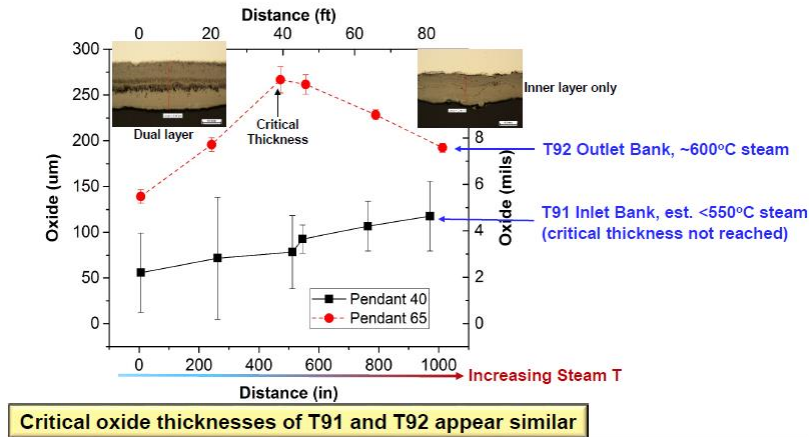 Distance (ft)
0 20 40 60 80
300
250
200
150
100
50
0
Oxide (um)
Dual layer
Critical
Thickness
Inner layer only
8
6
4
2
0
Oxide (mils)
T92 Outlet Bank, ~600°C steam
T91 Inlet Bank, est. <550°C steam
(critical thickness not reached)
Pendant 40
Pendant 65
0 200 400 600 800 1000
Increasing Steam T
Distance (in)
Critical oxide thicknesses of T91 and T92 appear similar